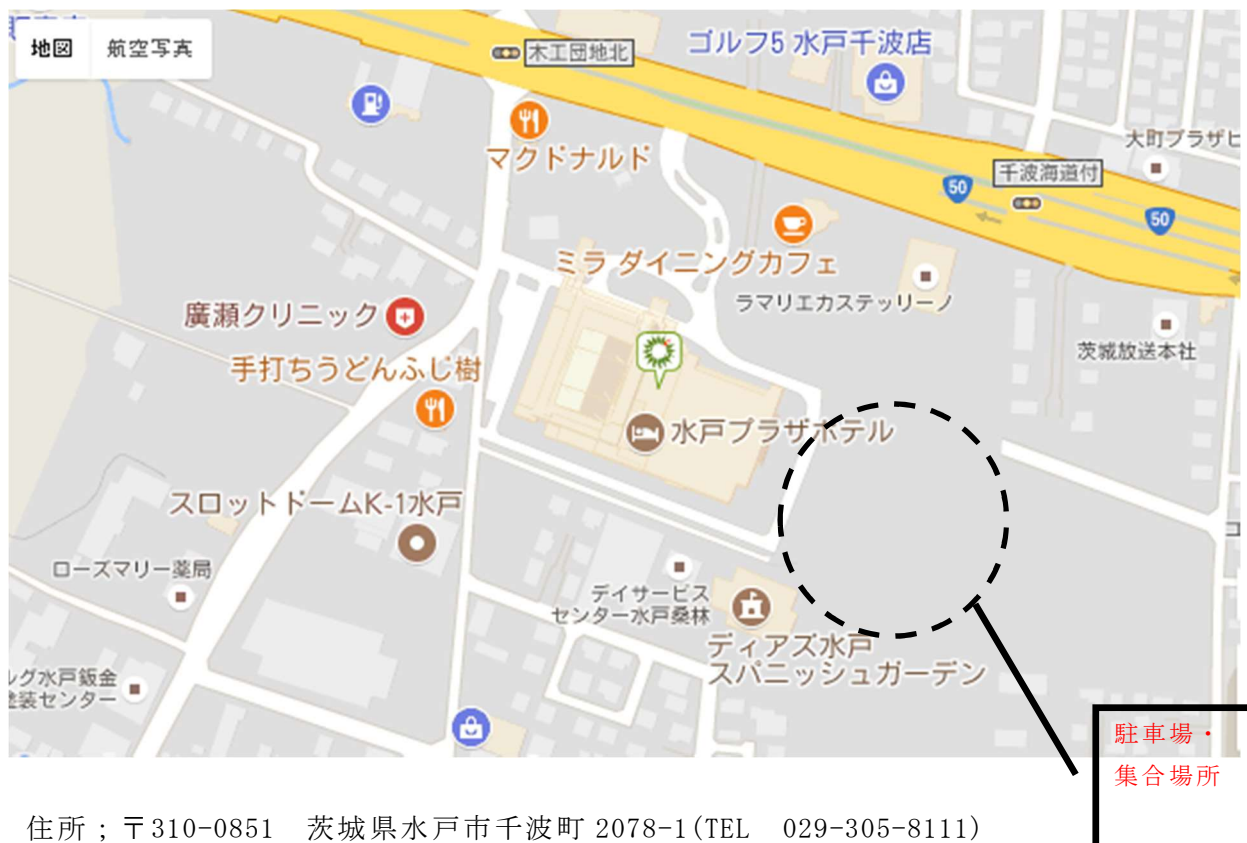 地図 航空写真
木工団地北
ゴルフ5 水戸千波店
大町プラザヒ
マクドナルド
千波海道付
50
50
ミラ ダイニングカフェ
ラマリエカステッリーノ
廣瀬クリニック
茨城放送本社
手打ちうどんふじ樹
水戸プラザホテル
スロットドームK-1水戸
ローズマリー薬局
デイサービス
センター水戸桑林
ディアズ水戸
スパニッシュガーデン
ルグ水戸鈑金
塗装センター
コ
駐車場・
集合場所
住所；〒310-0851 茨城県水戸市千波町 2078-1(TEL 029-305-8111)